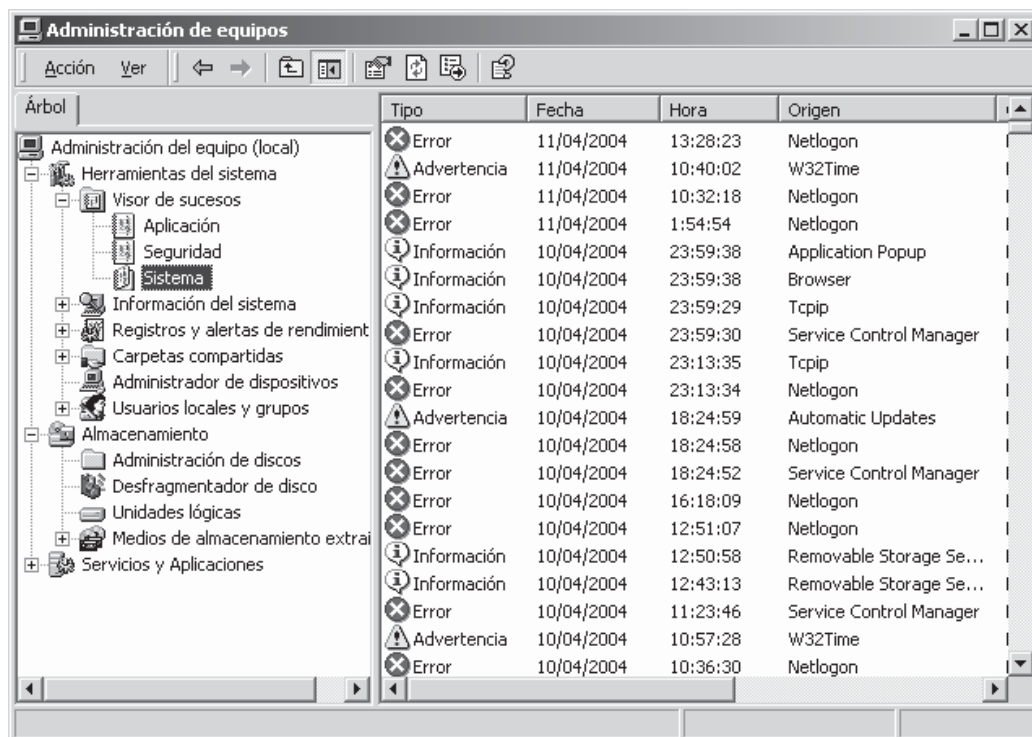 Administración de equipos
Acción Ver
Árbol
Administración del equipo (local)
Herramientas del sistema
Visor de sucesos
Aplicación
Seguridad
Sistema
Información del sistema
Registros y alertas de rendimient
Carpetas compartidas
Administrador de dispositivos
Usuarios locales y grupos
Almacenamiento
Administración de discos
Desfragmentador de disco
Unidades lógicas
Medios de almacenamiento extrai
Servicios y Aplicaciones
Tipo Fecha Hora Origen
Error 11/04/2004 13:28:23 Netlogon
Advertencia 11/04/2004 10:40:02 W32Time
Error 11/04/2004 10:32:18 Netlogon
Error 11/04/2004 1:54:54 Netlogon
Información 10/04/2004 23:59:38 Application Popup
Información 10/04/2004 23:59:38 Browser
Información 10/04/2004 23:59:29 Tcpip
Error 10/04/2004 23:59:30 Service Control Manager
Información 10/04/2004 23:13:35 Tcpip
Error 10/04/2004 23:13:34 Netlogon
Advertencia 10/04/2004 18:24:59 Automatic Updates
Error 10/04/2004 18:24:58 Netlogon
Error 10/04/2004 18:24:52 Service Control Manager
Error 10/04/2004 16:18:09 Netlogon
Error 10/04/2004 12:51:07 Netlogon
Información 10/04/2004 12:50:58 Removable Storage Se...
Información 10/04/2004 12:43:13 Removable Storage Se...
Error 10/04/2004 11:23:46 Service Control Manager
Advertencia 10/04/2004 10:57:28 W32Time
Error 10/04/2004 10:36:30 Netlogon